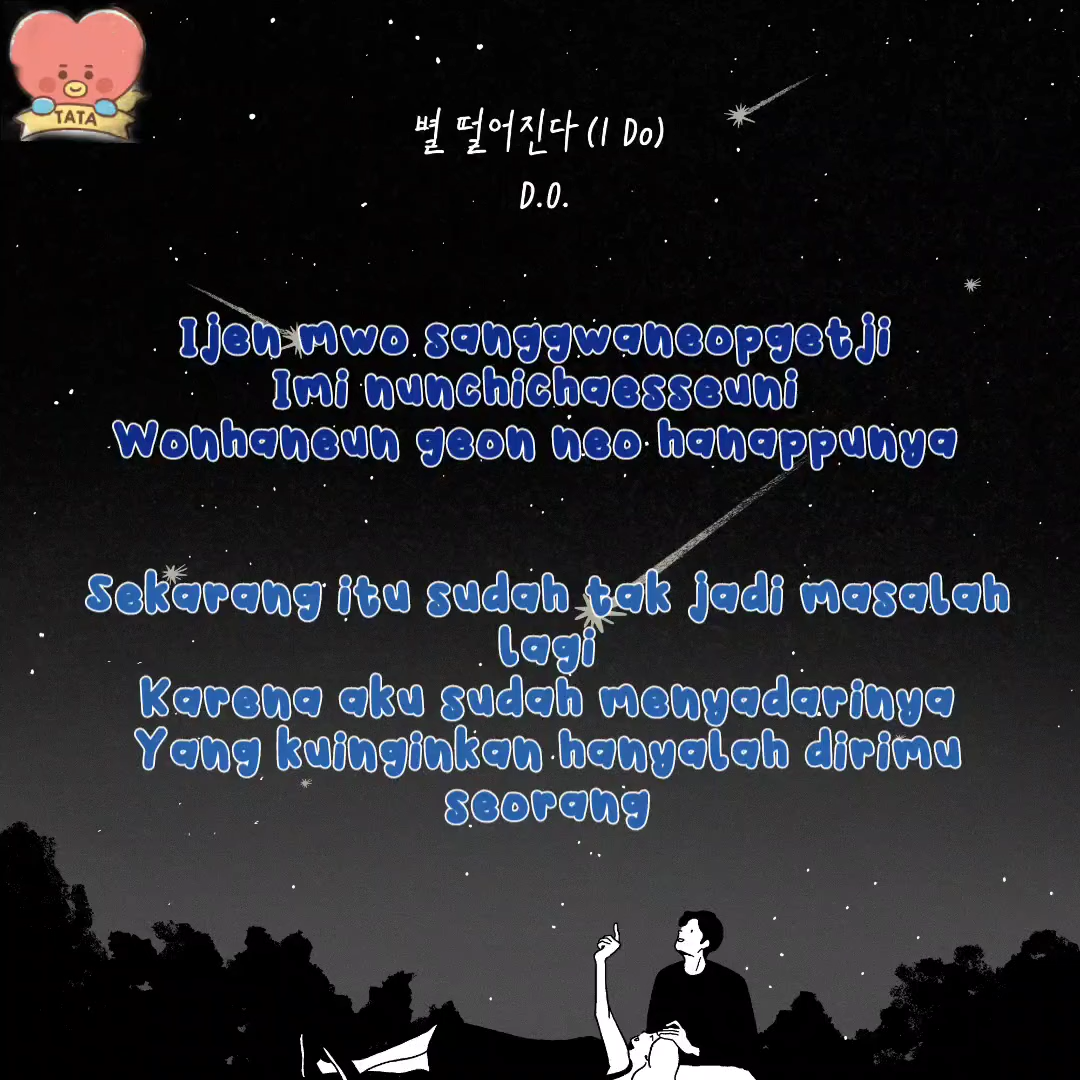 TATA
별 떨어진다 (I Do)
D.O.
Ijen mwo sanggwaneopgetji
Imi nunchichaesseuni
Wonhaneun geon neo hanappunya
Sekarang itu sudah tak jadi masalah
lagi
Karena aku sudah menyadarinya
Yang kuinginkan hanyalah dirimu
seorang